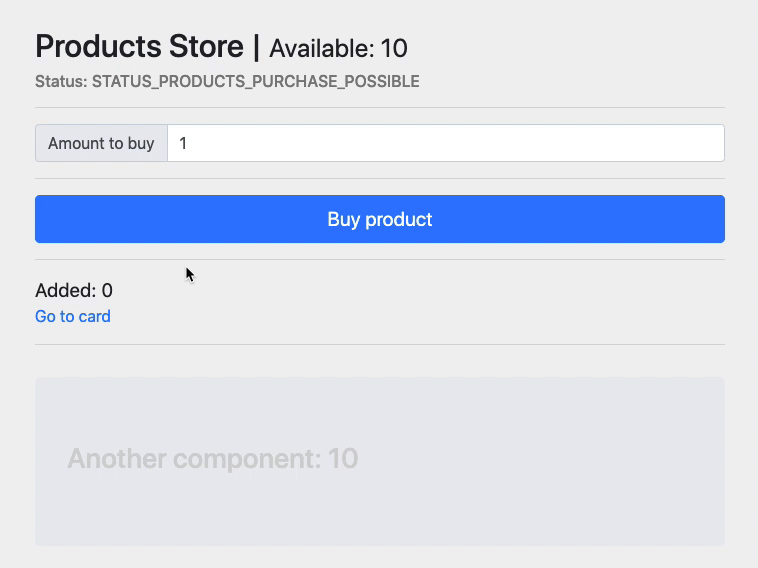 Products Store | Available: 10
Status: STATUS_PRODUCTS_PURCHASE_POSSIBLE
Amount to buy 1
Buy product
Added: 0
Go to card
Another component: 10